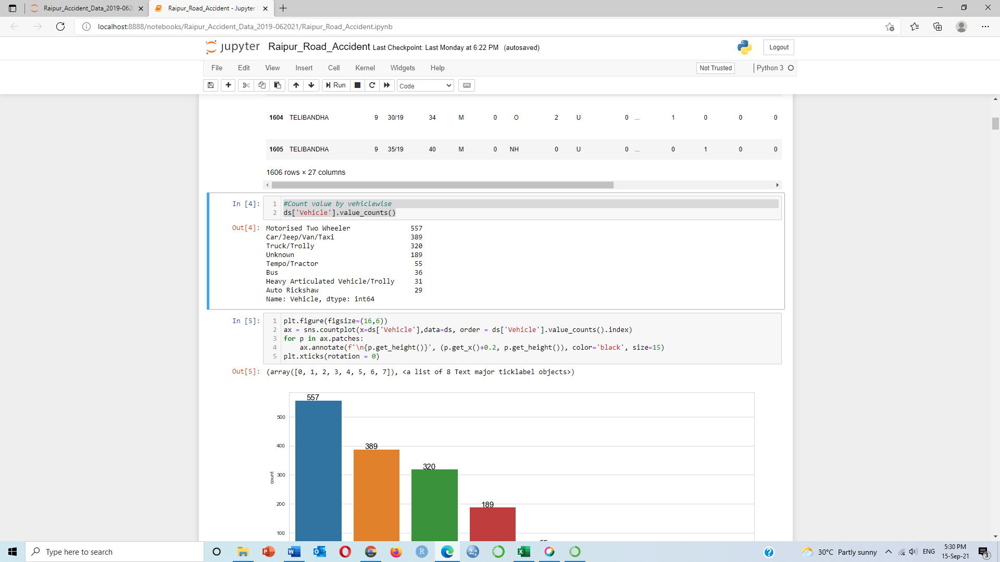 Raipur_Accident_Data_2019-062
Raipur_Road_Accident - Jupyter
localhost:8888/notebooks/Raipur_Accident_Data_2019-062021/Raipur_Road_Accident.ipynb
jupyter Raipur_Road_Accident Last Checkpoint: Last Monday at 6:22 PM (autosaved)
Logout
File Edit View Insert Cell Kernel Widgets Help
Not Trusted
Python 3
Run
Code
1604 TELIBANDHA 9 30/19 34 M 0 O 2 U 0 ... 1 0 0 0
1605 TELIBANDHA 9 35/19 40 M 0 NH 0 U 0 ... 0 1 0 0
1606 rows × 27 columns
In [4]:
1 #Count value by vehiclewise
2 ds['Vehicle'].value_counts()
Out[4]:
Motorised Two Wheeler 557
Car/Jeep/Van/Taxi 389
Truck/Trolly 320
Unknown 189
Tempo/Tractor 55
Bus 36
Heavy Articulated Vehicle/Trolly 31
Auto Rickshaw 29
Name: Vehicle, dtype: int64
In [5]:
1 plt.figure(figsize=(16,6))
2 ax = sns.countplot(x=ds['Vehicle'],data=ds, order = ds['Vehicle'].value_counts().index)
3 for p in ax.patches:
4 ax.annotate(f'\n{p.get_height()}', (p.get_x()+0.2, p.get_height()), color='black', size=15)
5 plt.xticks(rotation = 0)
Out[5]:
(array([0, 1, 2, 3, 4, 5, 6, 7]), <a list of 8 Text major ticklabel objects>)
557
500
400
389
320
300
count
200
189
100
Type here to search
30°C Partly sunny
ENG
5:30 PM
15-Sep-21
3